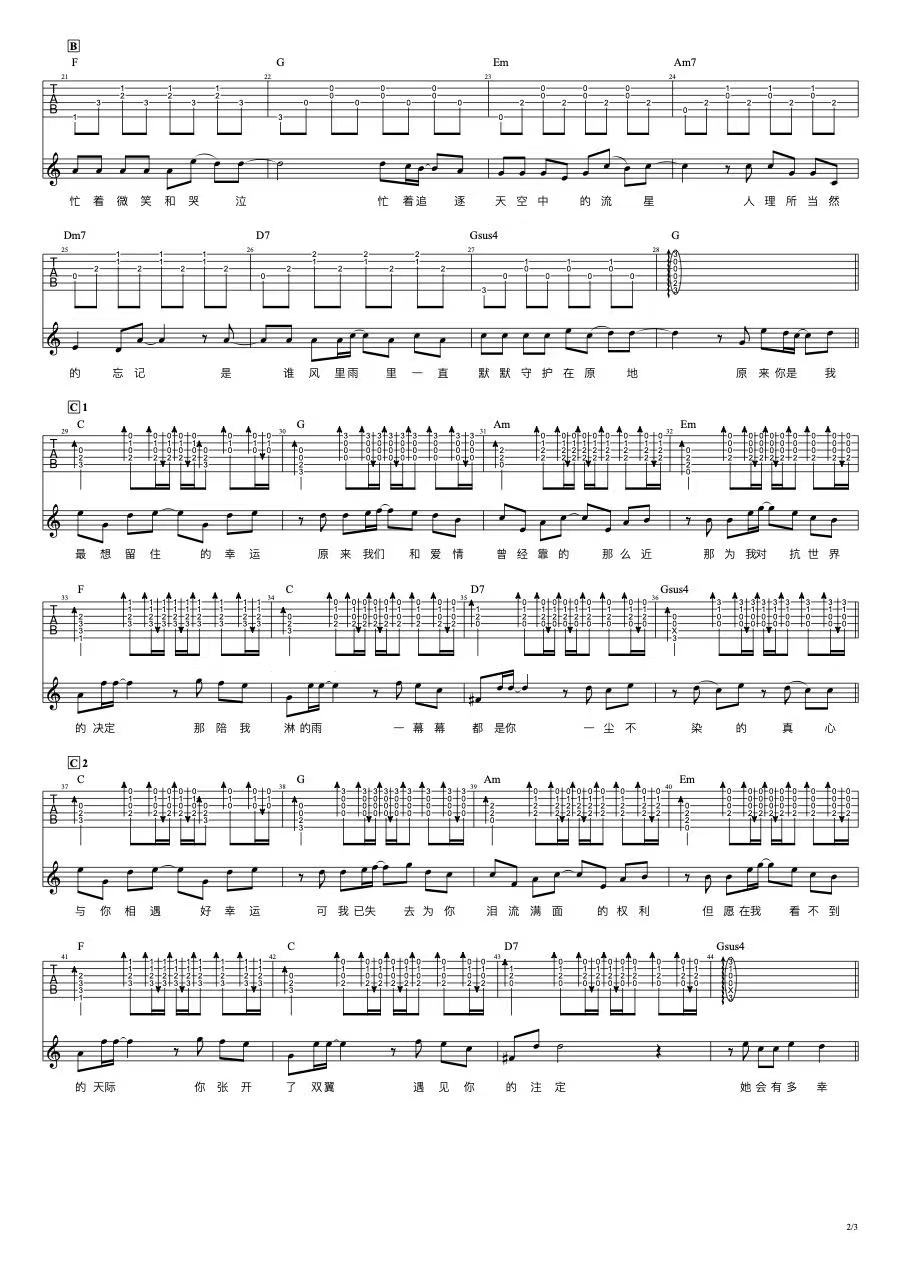 B
F G Em Am7
21 22 23 24
忙着微笑和哭泣 忙着追逐 天空中的流星 人理所当然
Dm7 D7 Gsus4 G
25 26 27 28
的忘记 是谁风里雨里一直 默默守护在原地 原来你是我
C 1
C G Am Em
29 30 31 32
最想留住的幸运 原来我们和爱情 曾经靠的那么近 那为我对抗世界
F C D7 Gsus4
33 34 35 36
的决定 那陪我淋的雨 一幕幕都是你 一尘不染的真心
C 2
C G Am Em
37 38 39 40
与你相遇好幸运 可我已失去为你 泪流满面的权利 但愿在我看不到
F C D7 Gsus4
41 42 43 44
的天际 你张开了双翼 遇见你的注定 她会有多幸
2/3